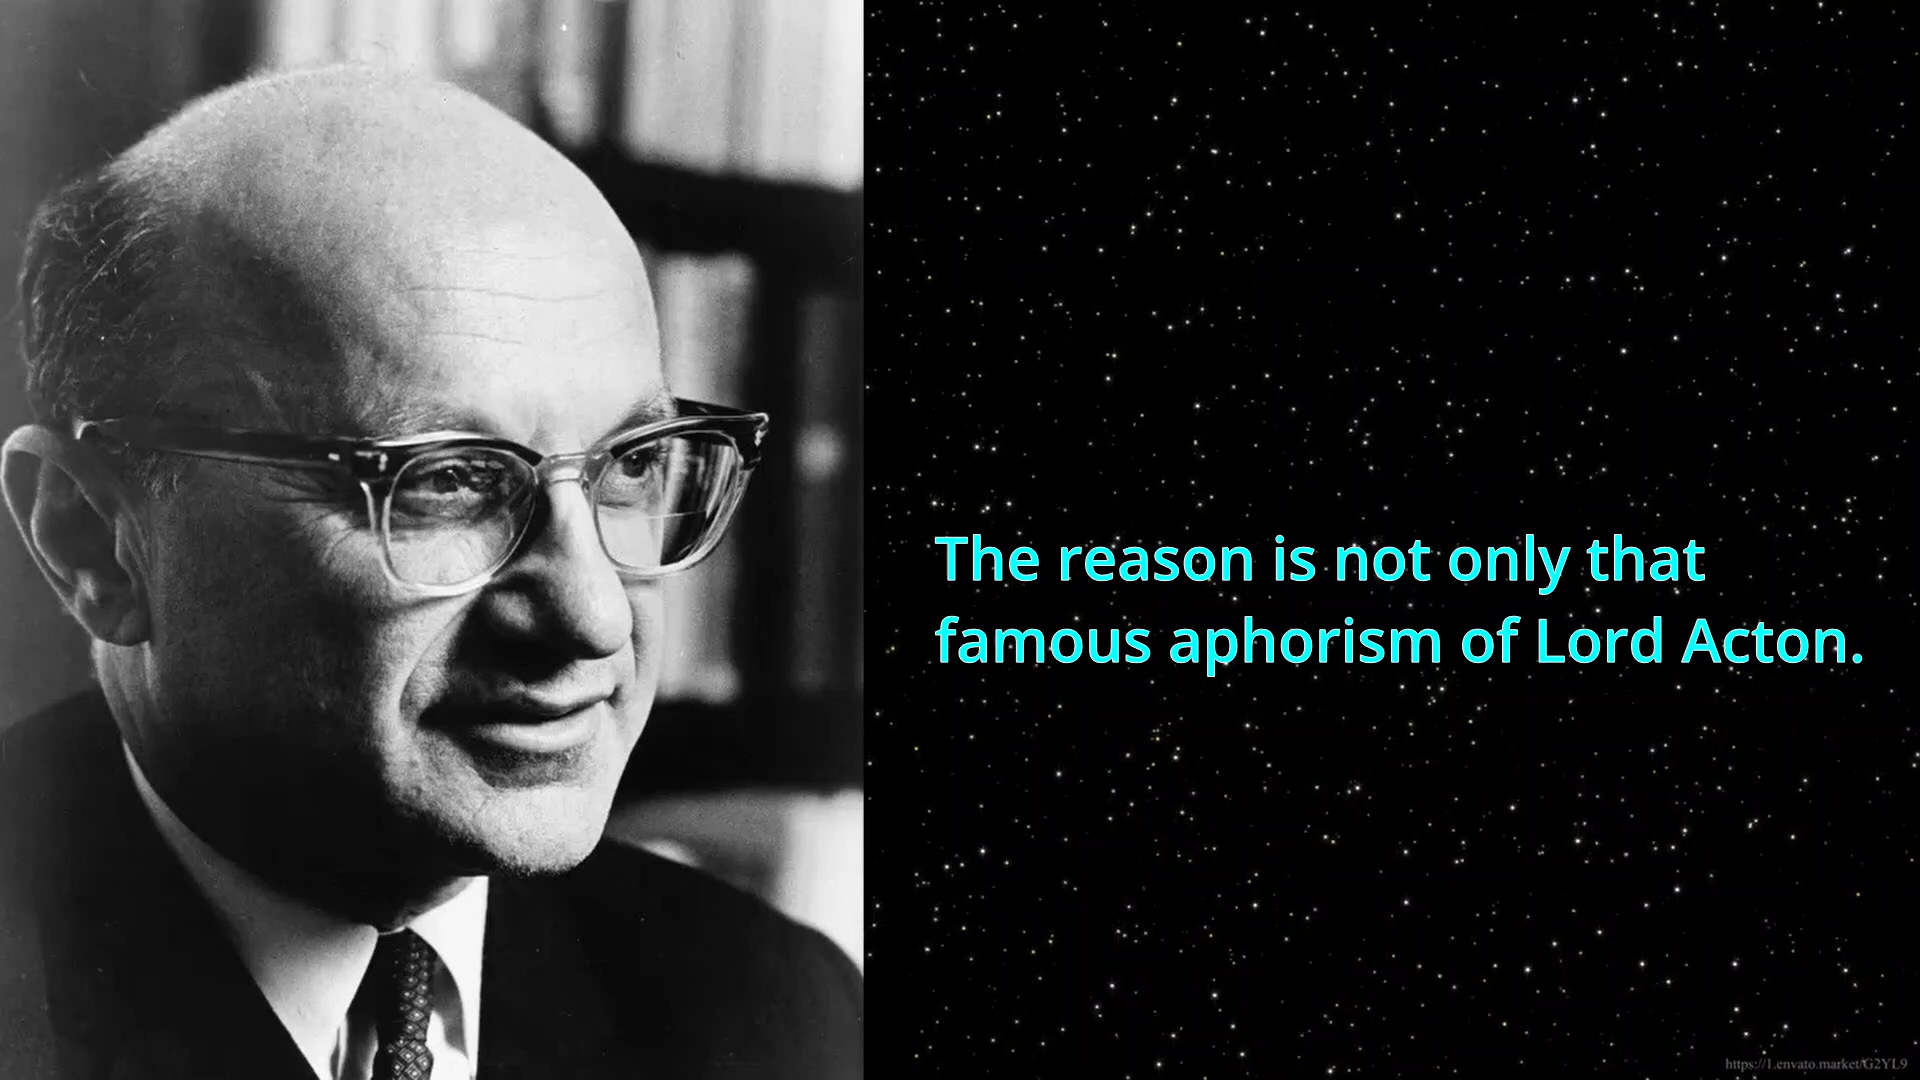 The reason is not only that
famous aphorism of Lord Acton.
https://1.envato.market/G2YL9